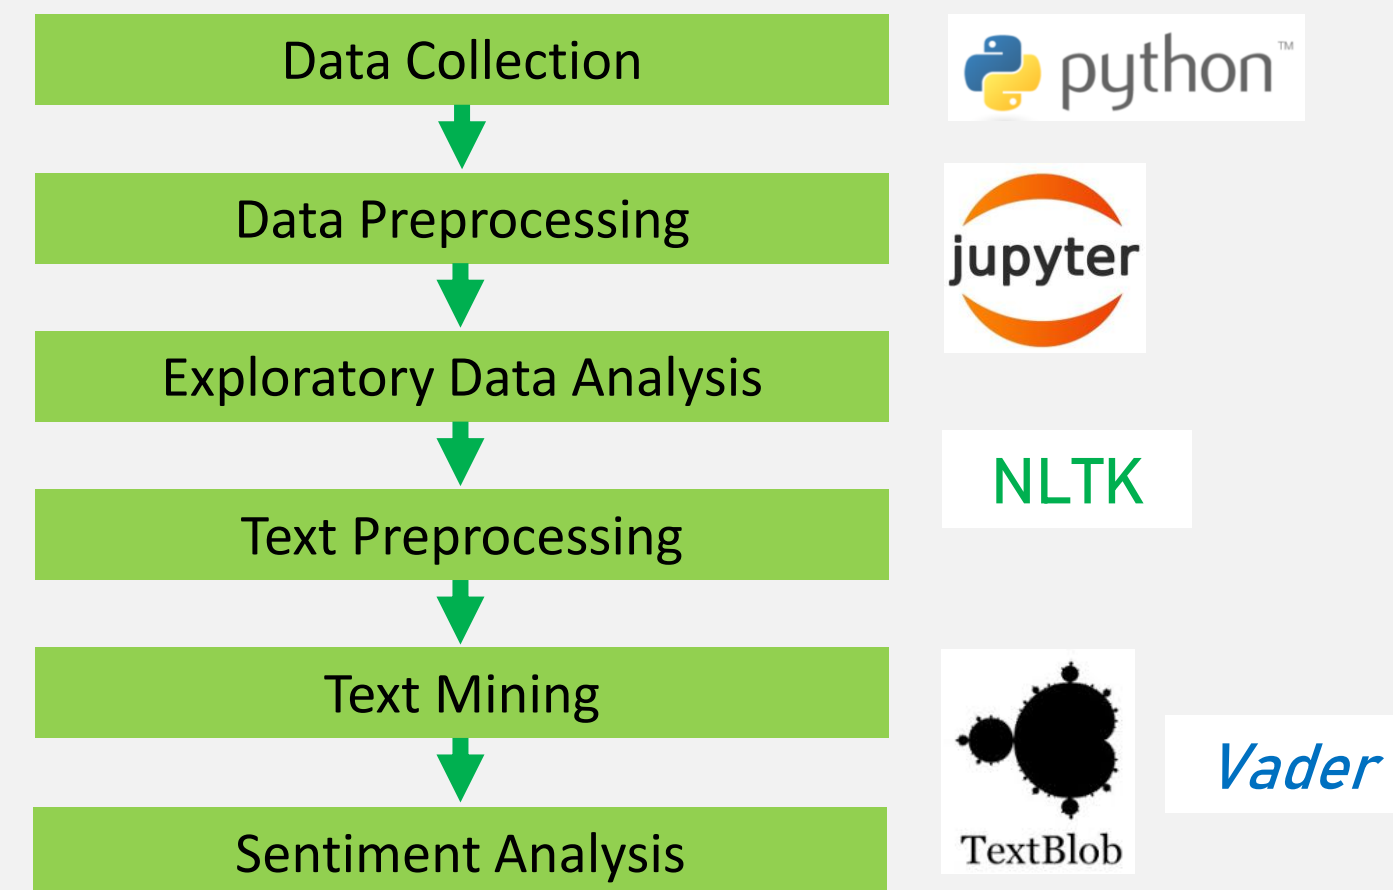 Data Collection
python™
Data Preprocessing
jupyter
Exploratory Data Analysis
NLTK
Text Preprocessing
Text Mining
Vader
TextBlob
Sentiment Analysis